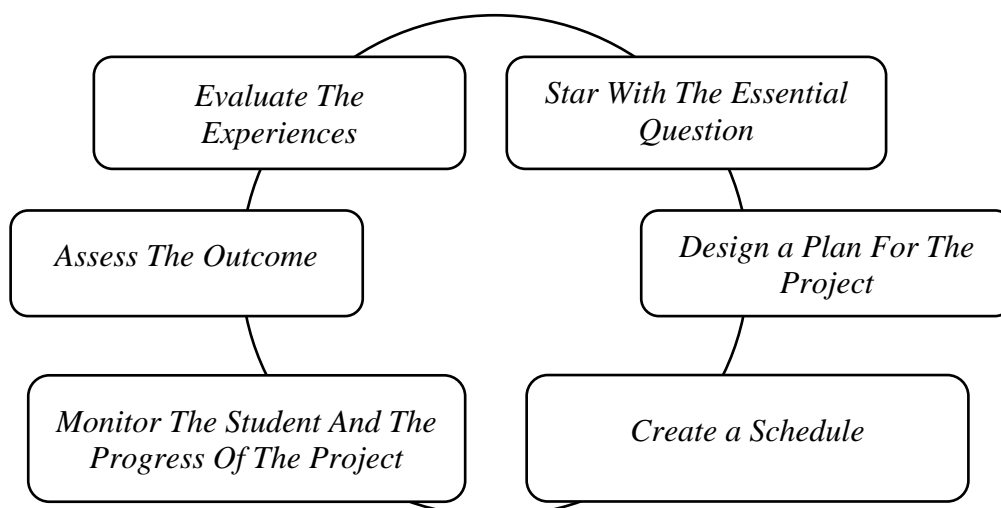 Evaluate The
Experiences
Star With The Essential
Question
Assess The Outcome
Design a Plan For The
Project
Monitor The Student And The
Progress Of The Project
Create a Schedule